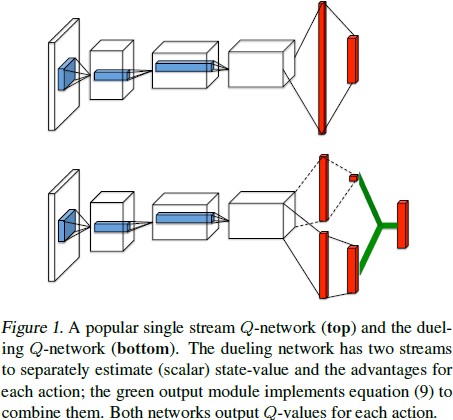 Figure 1. A popular single stream Q-network (top) and the duel-
ing Q-network (bottom). The dueling network has two streams
to separately estimate (scalar) state-value and the advantages for
each action; the green output module implements equation (9) to
combine them. Both networks output Q-values for each action.